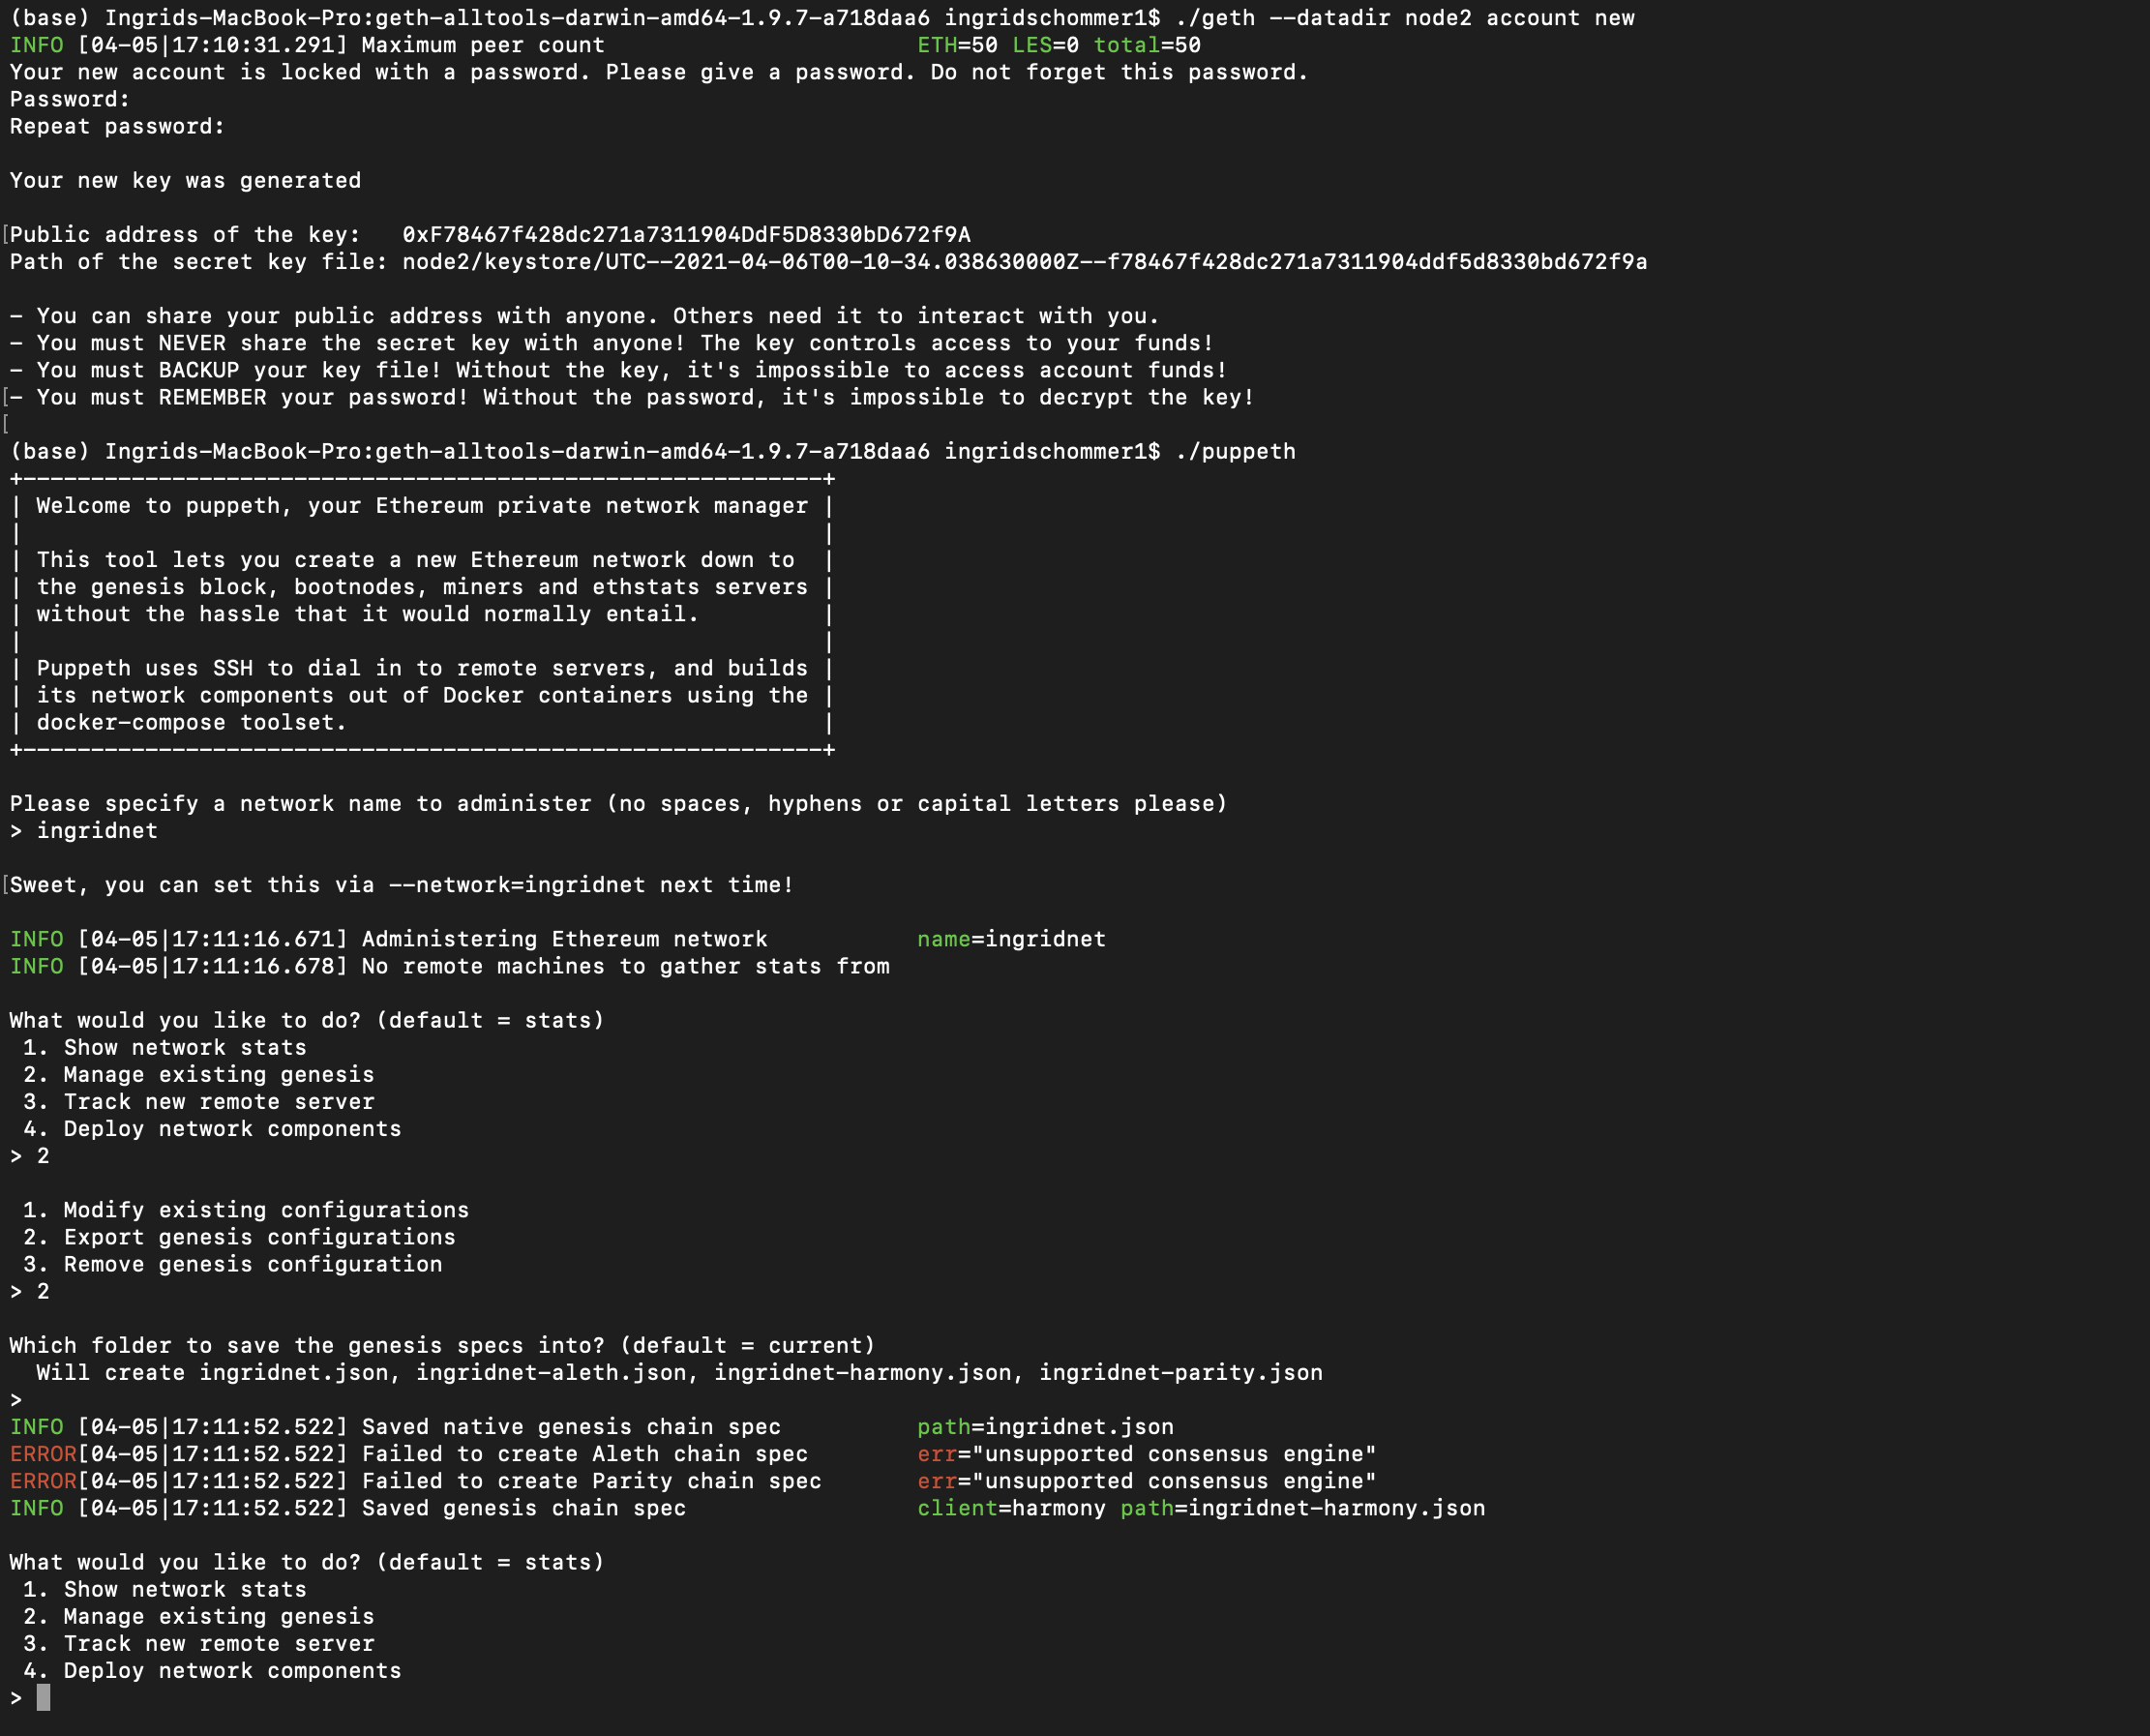 (base) Ingrids-MacBook-Pro:geth-alltools-darwin-amd64-1.9.7-a718daa6 ingridschommer1$ ./geth --datadir node2 account new
INFO [04-05|17:10:31.291] Maximum peer count                       ETH=50 LES=0 total=50
Your new account is locked with a password. Please give a password. Do not forget this password.
Password:
Repeat password:
Your new key was generated
[Public address of the key:   0xF78467f428dc271a7311904DdF5D8330bD672f9A
Path of the secret key file: node2/keystore/UTC--2021-04-06T00-10-34.038630000Z--f78467f428dc271a7311904ddf5d8330bd672f9a
- You can share your public address with anyone. Others need it to interact with you.
- You must NEVER share the secret key with anyone! The key controls access to your funds!
- You must BACKUP your key file! Without the key, it's impossible to access account funds!
[- You must REMEMBER your password! Without the password, it's impossible to decrypt the key!
[
(base) Ingrids-MacBook-Pro:geth-alltools-darwin-amd64-1.9.7-a718daa6 ingridschommer1$ ./puppeth
+-----------------------------------------------------------+
| Welcome to puppeth, your Ethereum private network manager |
|                                                           |
| This tool lets you create a new Ethereum network down to  |
| the genesis block, bootnodes, miners and ethstats servers |
| without the hassle that it would normally entail.         |
|                                                           |
| Puppeth uses SSH to dial in to remote servers, and builds |
| its network components out of Docker containers using the |
| docker-compose toolset.                                   |
+-----------------------------------------------------------+
Please specify a network name to administer (no spaces, hyphens or capital letters please)
> ingridnet
[Sweet, you can set this via --network=ingridnet next time!
INFO [04-05|17:11:16.671] Administering Ethereum network           name=ingridnet
INFO [04-05|17:11:16.678] No remote machines to gather stats from
What would you like to do? (default = stats)
 1. Show network stats
 2. Manage existing genesis
 3. Track new remote server
 4. Deploy network components
> 2
 1. Modify existing configurations
 2. Export genesis configurations
 3. Remove genesis configuration
> 2
Which folder to save the genesis specs into? (default = current)
  Will create ingridnet.json, ingridnet-aleth.json, ingridnet-harmony.json, ingridnet-parity.json
>
INFO [04-05|17:11:52.522] Saved native genesis chain spec          path=ingridnet.json
ERROR[04-05|17:11:52.522] Failed to create Aleth chain spec        err="unsupported consensus engine"
ERROR[04-05|17:11:52.522] Failed to create Parity chain spec       err="unsupported consensus engine"
INFO [04-05|17:11:52.522] Saved genesis chain spec                 client=harmony path=ingridnet-harmony.json
What would you like to do? (default = stats)
 1. Show network stats
 2. Manage existing genesis
 3. Track new remote server
 4. Deploy network components
>